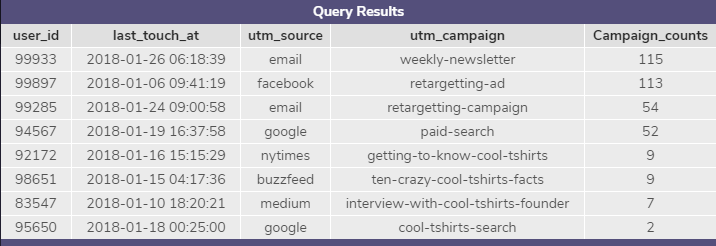 Query Results
user_id last_touch_at utm_source utm_campaign Campaign_counts
99933 2018-01-26 06:18:39 email weekly-newsletter 115
99897 2018-01-06 09:41:19 facebook retargetting-ad 113
99285 2018-01-24 09:00:58 email retargetting-campaign 54
94567 2018-01-19 16:37:58 google paid-search 52
92172 2018-01-16 15:15:29 nytimes getting-to-know-cool-tshirts 9
98651 2018-01-15 04:17:36 buzzfeed ten-crazy-cool-tshirts-facts 9
83547 2018-01-10 18:20:21 medium interview-with-cool-tshirts-founder 7
95650 2018-01-18 00:25:00 google cool-tshirts-search 2